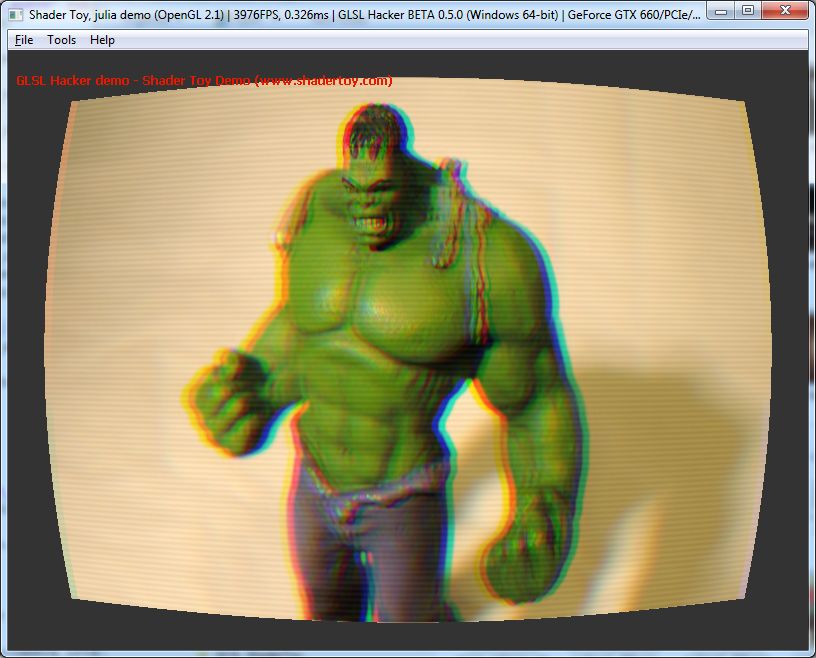 Shader Toy, julia demo (OpenGL 2.1) | 3976FPS, 0.326ms | GLSL Hacker BETA 0.5.0 (Windows 64-bit) | GeForce GTX 660/PCIe/...
File Tools Help
GLSL Hacker demo - Shader Toy Demo (www.shadertoy.com)